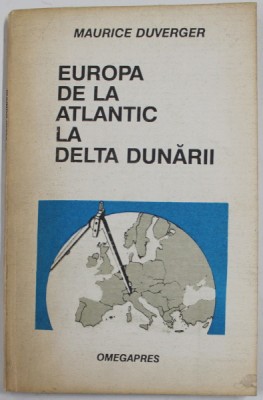 MAURICE DUVERGER
EUROPA
DE LA
ATLANTIC
LA
DELTA DUNĂRII
OMEGAPRES